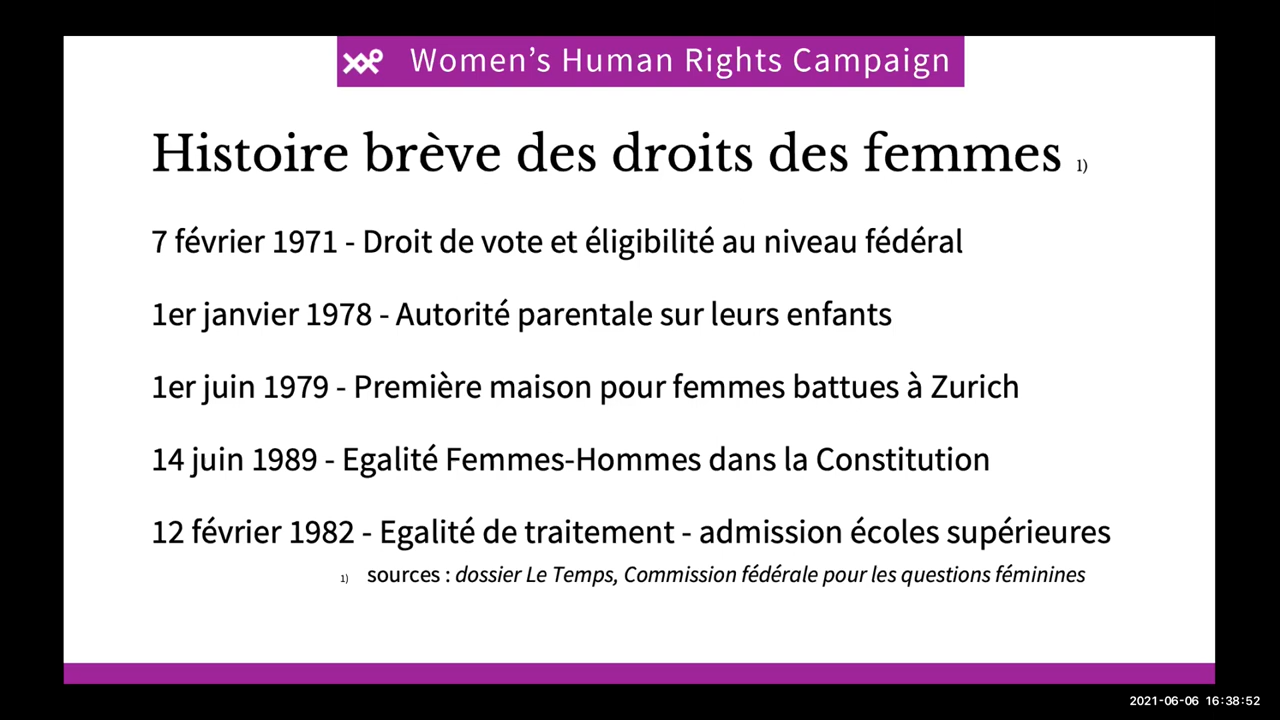 Women’s Human Rights Campaign
Histoire brève des droits des femmes 1)
7 février 1971 - Droit de vote et éligibilité au niveau fédéral
1er janvier 1978 - Autorité parentale sur leurs enfants
1er juin 1979 - Première maison pour femmes battues à Zurich
14 juin 1989 - Egalité Femmes-Hommes dans la Constitution
12 février 1982 - Egalité de traitement - admission écoles supérieures
1) sources : dossier Le Temps, Commission fédérale pour les questions féminines
2021-06-06 16:38:52